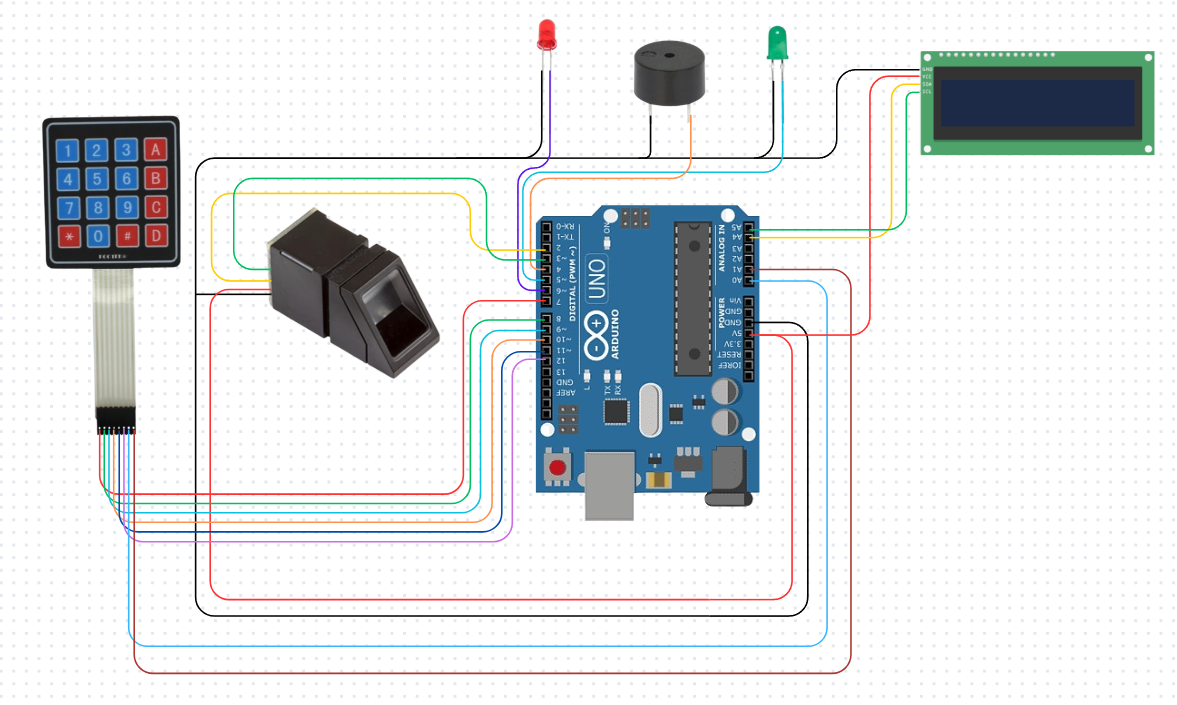 1 2 3 A
4 5 6 B
7 8 9 C
* 0 # D
GND
VCC
SDA
SCL
RX-0
TX-1
2
~3
4
~5
~6
7
8
~9
~10
~11
12
13
GND
AREF
DIGITAL (PWM ~)
ON
UNO
ARDUINO
L
TX
RX
ANALOG IN
A5
A4
A3
A2
A1
A0
POWER
Vin
GND
GND
5V
3.3V
RESET
IOREF